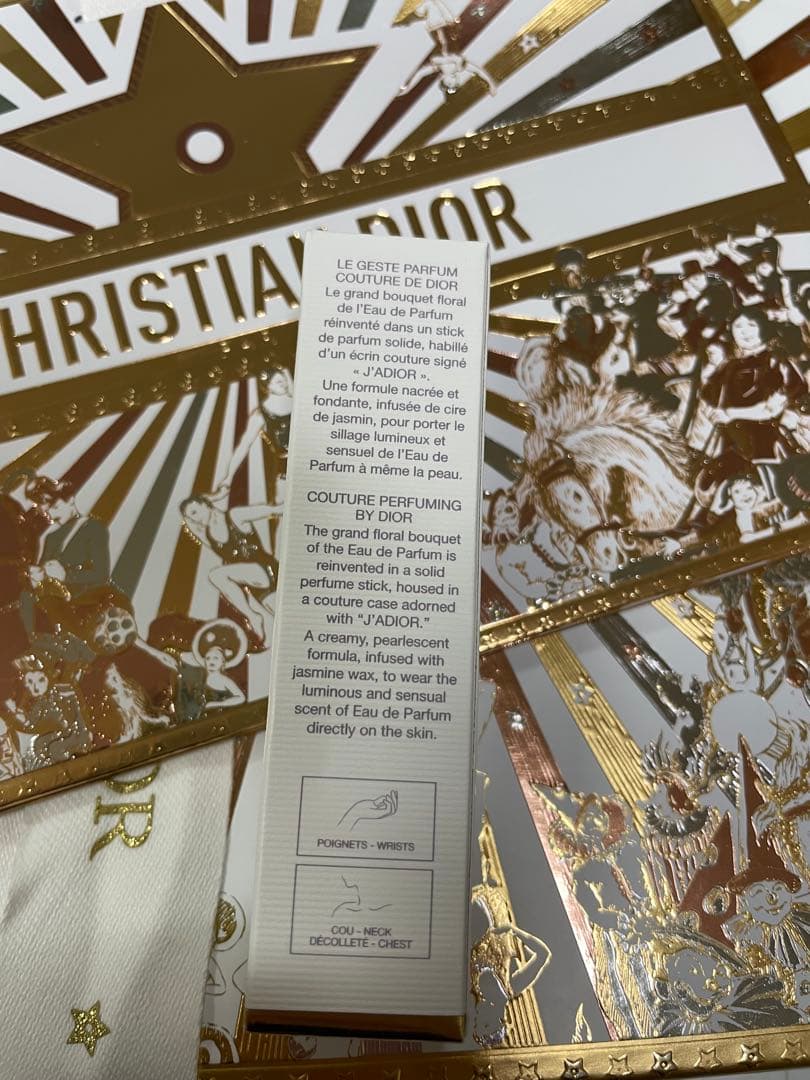 CHRISTIAN DIOR
LE GESTE PARFUM
COUTURE DE DIOR
Le grand bouquet floral
de l'Eau de Parfum
réinventé dans un stick
de parfum solide, habillé
d'un écrin couture signé
« J'ADIOR ».
Une formule nacrée et
fondante, infusée de cire
de jasmin, pour porter le
sillage lumineux et
sensuel de l'Eau de
Parfum à même la peau.
COUTURE PERFUMING
BY DIOR
The grand floral bouquet
of the Eau de Parfum is
reinvented in a solid
perfume stick, housed in
a couture case adorned
with “J'ADIOR.”
A creamy, pearlescent
formula, infused with
jasmine wax, to wear the
luminous and sensual
scent of Eau de Parfum
directly on the skin.
POIGNETS - WRISTS
COU - NECK
DÉCOLLETÉ - CHEST
OR